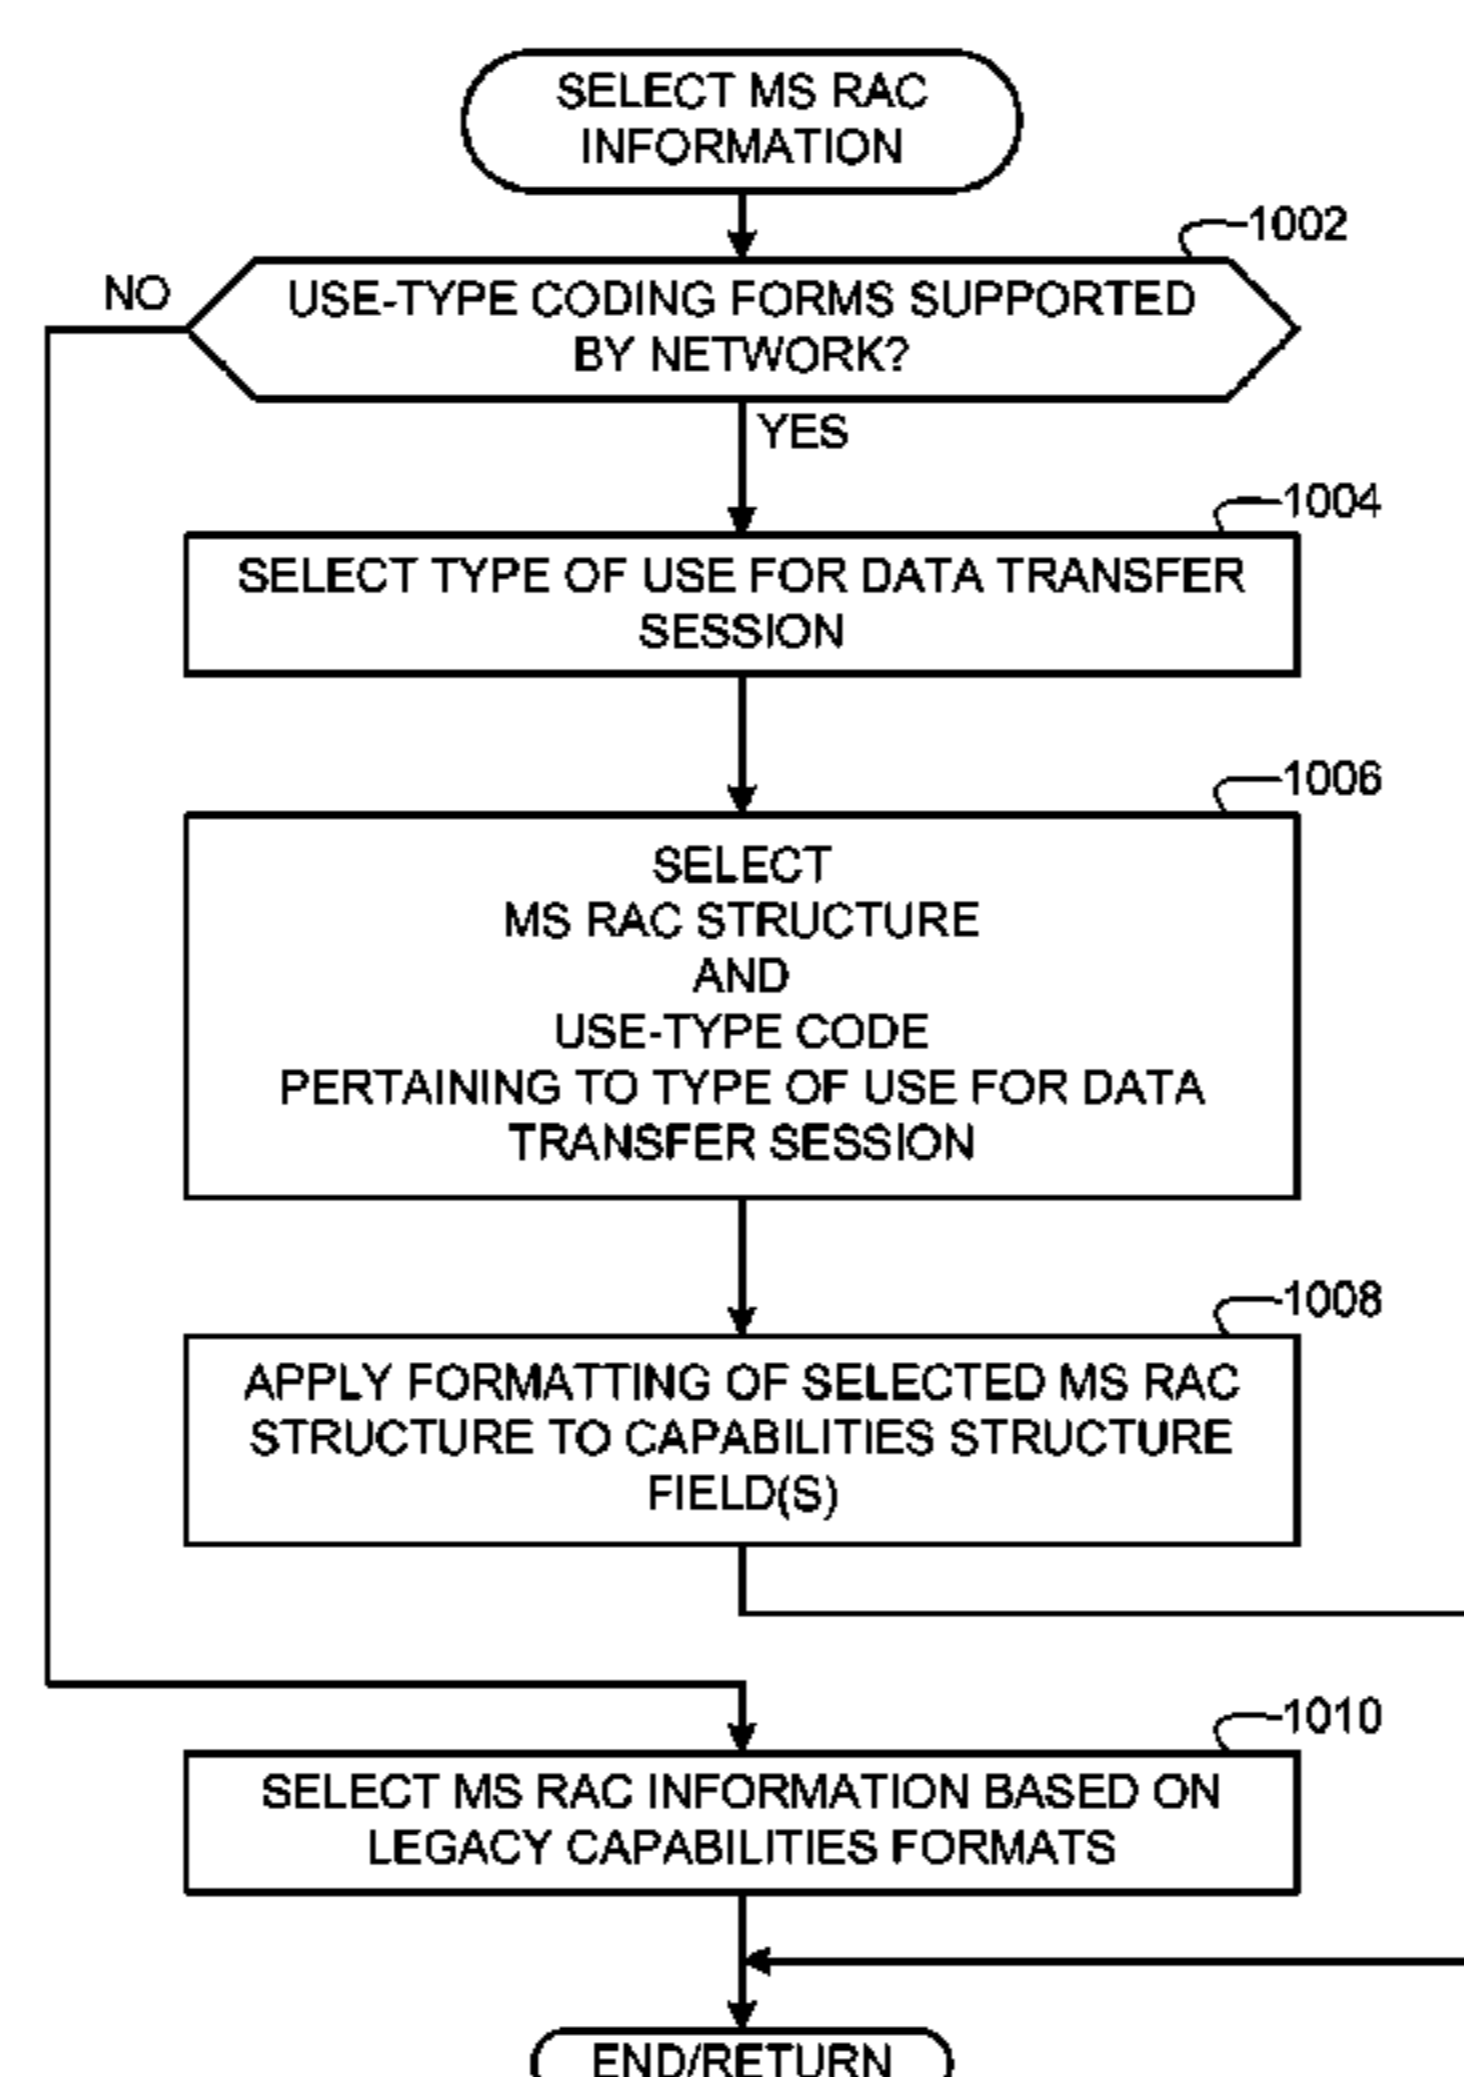 SELECT MS RAC
INFORMATION
1002
NO
USE-TYPE CODING FORMS SUPPORTED
BY NETWORK?
YES
1004
SELECT TYPE OF USE FOR DATA TRANSFER
SESSION
1006
SELECT
MS RAC STRUCTURE
AND
USE-TYPE CODE
PERTAINING TO TYPE OF USE FOR DATA
TRANSFER SESSION
1008
APPLY FORMATTING OF SELECTED MS RAC
STRUCTURE TO CAPABILITIES STRUCTURE
FIELD(S)
1010
SELECT MS RAC INFORMATION BASED ON
LEGACY CAPABILITIES FORMATS
END/RETURN